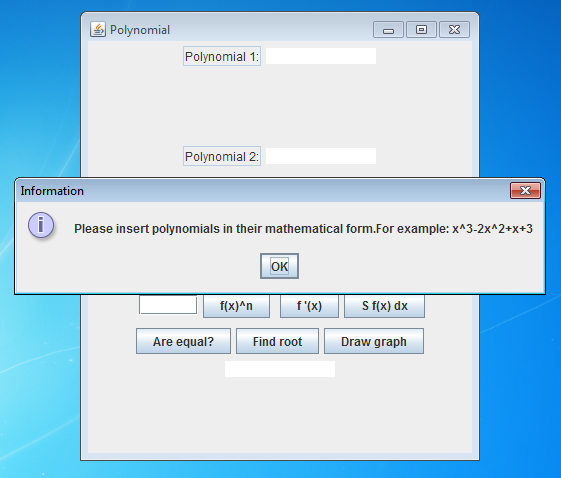 Polynomial
Polynomial 1:
Polynomial 2:
Information
Please insert polynomials in their mathematical form.For example: x^3-2x^2+x+3
OK
f(x)^n f '(x) S f(x) dx
Are equal? Find root Draw graph